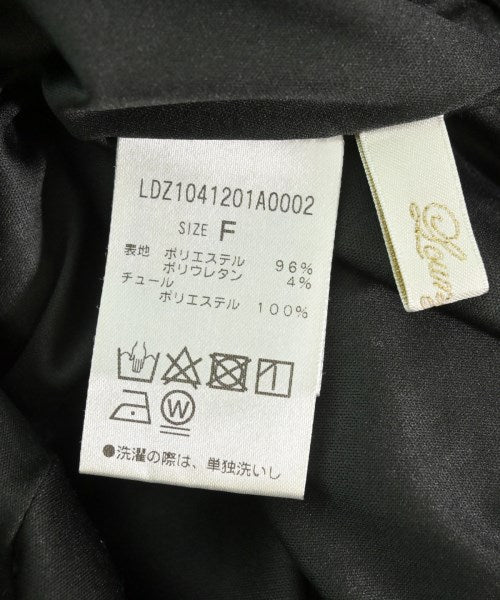 LDZ1041201A0002
SIZE F
表地 ポリエステル 96%
ポリウレタン 4%
チュール
ポリエステル 100%
W
●洗濯の際は、単独洗いし